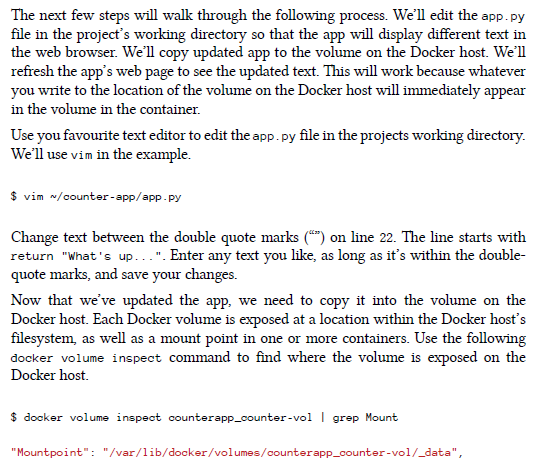 The next few steps will walk through the following process. We'll edit the app.py
file in the project's working directory so that the app will display different text in
the web browser. We'll copy updated app to the volume on the Docker host. We'll
refresh the app's web page to see the updated text. This will work because whatever
you write to the location of the volume on the Docker host will immediately appear
in the volume in the container.
Use you favourite text editor to edit the app.py file in the projects working directory.
We'll use vim in the example.
$ vim ~/counter-app/app.py
Change text between the double quote marks (“”) on line 22. The line starts with
return "What's up...". Enter any text you like, as long as it's within the double-
quote marks, and save your changes.
Now that we've updated the app, we need to copy it into the volume on the
Docker host. Each Docker volume is exposed at a location within the Docker host's
filesystem, as well as a mount point in one or more containers. Use the following
docker volume inspect command to find where the volume is exposed on the
Docker host.
$ docker volume inspect counterapp_counter-vol | grep Mount
"Mountpoint": "/var/lib/docker/volumes/counterapp_counter-vol/_data",